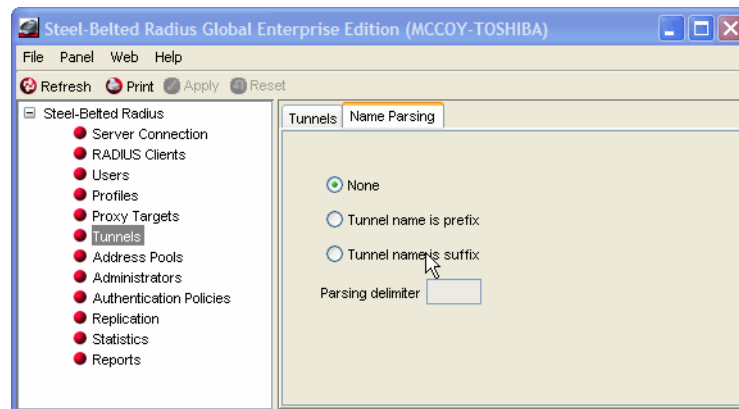 Steel-Belted Radius Global Enterprise Edition (MCCOY-TOSHIBA)
File Panel Web Help
Refresh Print Apply Reset
Steel-Belted Radius
Server Connection
RADIUS Clients
Users
Profiles
Proxy Targets
Tunnels
Address Pools
Administrators
Authentication Policies
Replication
Statistics
Reports
Tunnels Name Parsing
None
Tunnel name is prefix
Tunnel name is suffix
Parsing delimiter